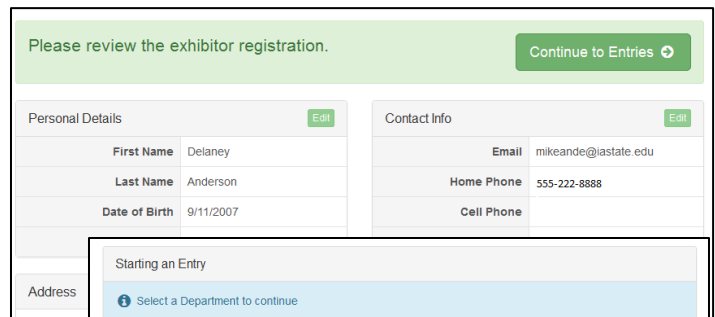 Please review the exhibitor registration.
Continue to Entries
Personal Details
Edit
First Name Delaney
Last Name Anderson
Date of Birth 9/11/2007
Contact Info
Edit
Email mikeande@iastate.edu
Home Phone 555-222-8888
Cell Phone
Address
Starting an Entry
Select a Department to continue